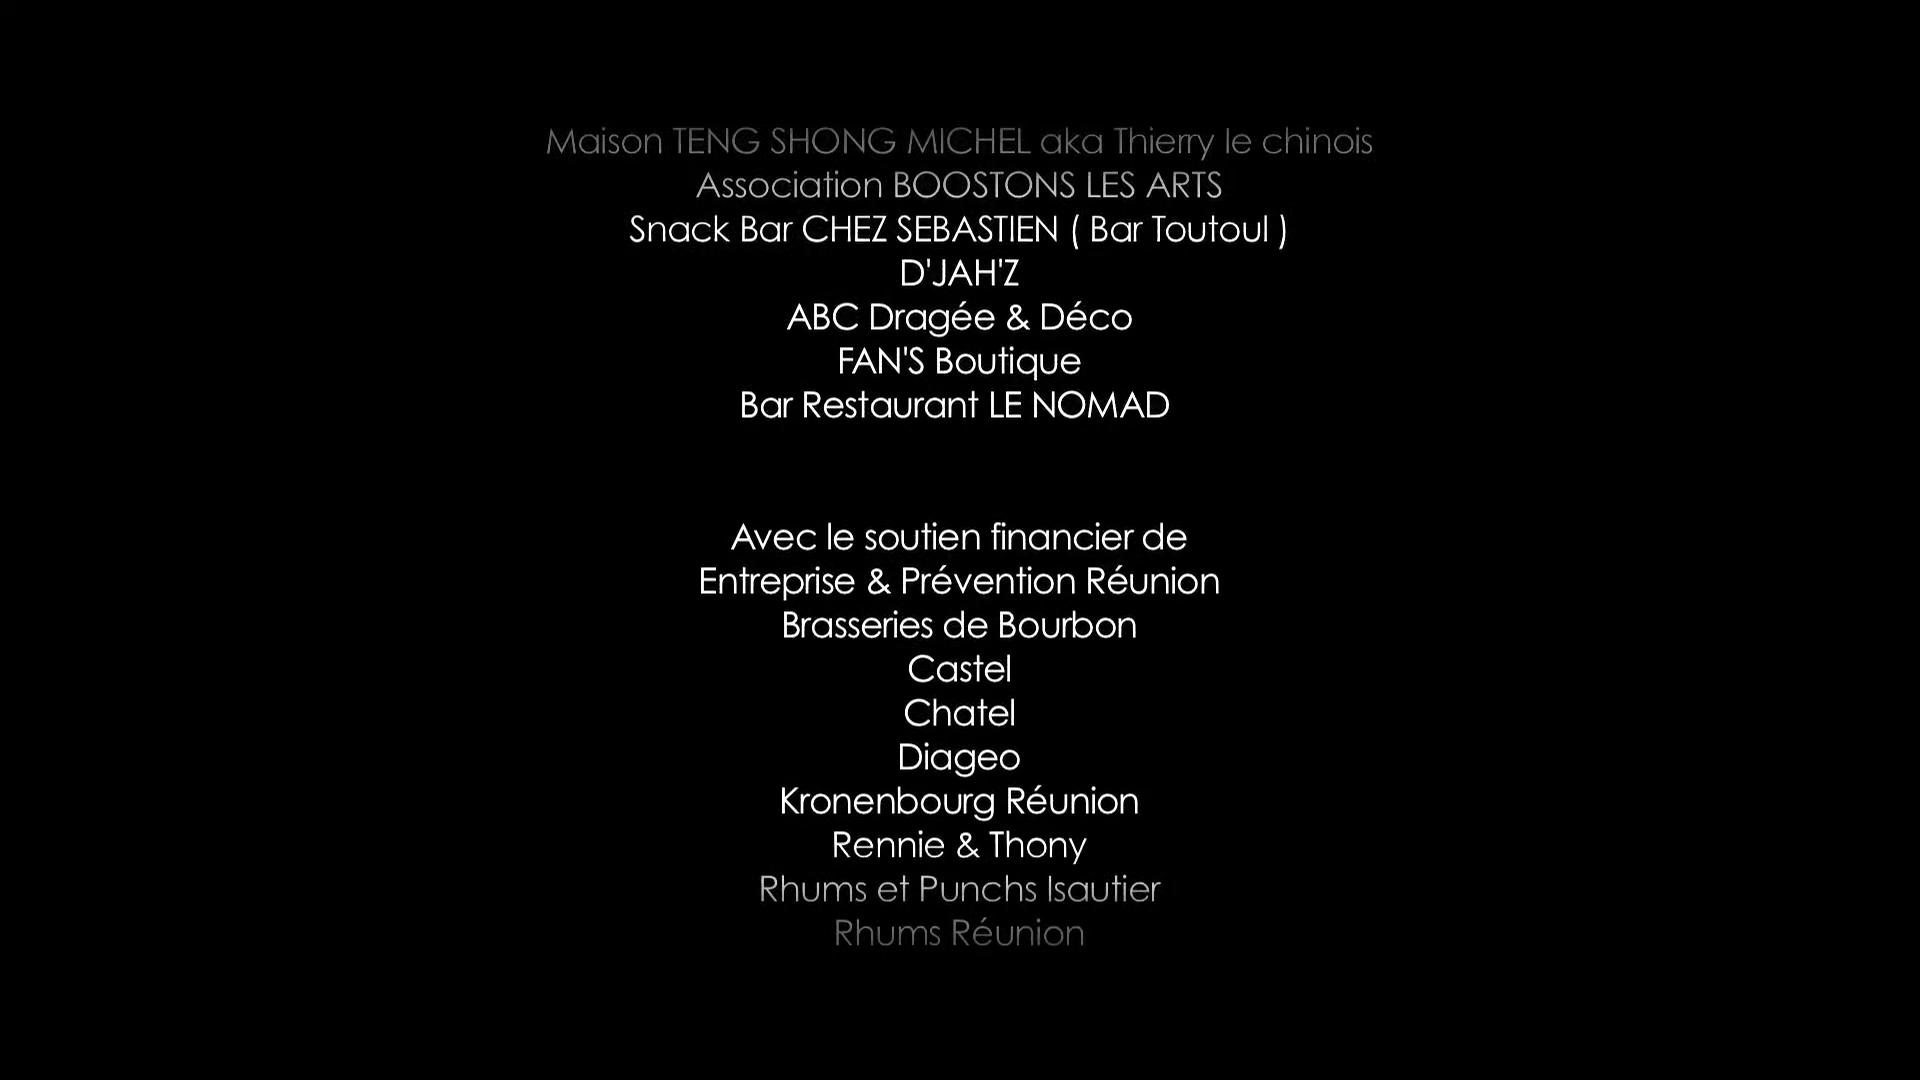 Maison TENG SHONG MICHEL aka Thierry le chinois
Association BOOSTONS LES ARTS
Snack Bar CHEZ SEBASTIEN ( Bar Toutoul )
D'JAH'Z
ABC Dragée & Déco
FAN'S Boutique
Bar Restaurant LE NOMAD
Avec le soutien financier de
Entreprise & Prévention Réunion
Brasseries de Bourbon
Castel
Chatel
Diageo
Kronenbourg Réunion
Rennie & Thony
Rhums et Punchs Isautier
Rhums Réunion